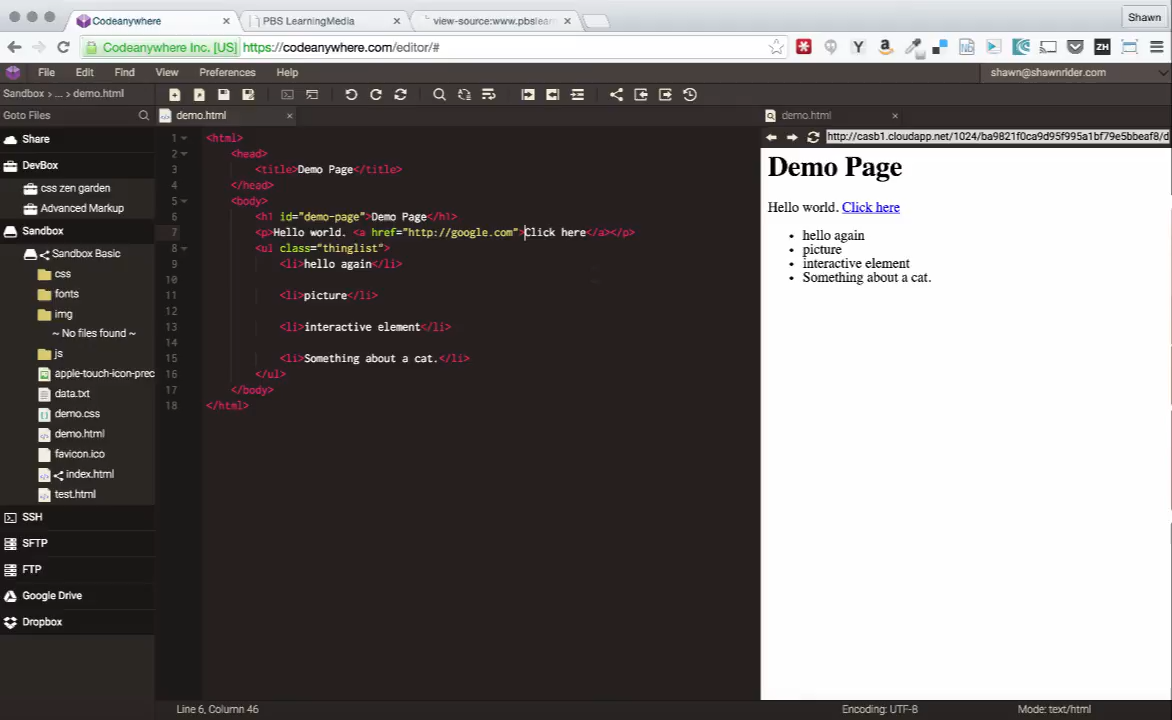 Codeanywhere
PBS LearningMedia
view-source:www.pbslearn
Shawn
Codeanywhere Inc. [US] https://codeanywhere.com/editor/#
Y
a
ZH
File Edit Find View Preferences Help
shawn@shawnrider.com
Sandbox > ... > demo.html
Goto Files
demo.html
demo.html
http://casb1.cloudapp.net/1024/ba9821f0ca9d95f995a1bf79e5bbeaf8/d
Share
DevBox
css zen garden
Advanced Markup
Sandbox
Sandbox Basic
css
fonts
img
~ No files found ~
js
apple-touch-icon-prec
data.txt
demo.css
demo.html
favicon.ico
index.html
test.html
SSH
SFTP
FTP
Google Drive
Dropbox
1 <html>
2 <head>
3 <title>Demo Page</title>
4 </head>
5 <body>
6 <h1 id="demo-page">Demo Page</h1>
7 <p>Hello world. <a href="http://google.com">Click here</a></p>
8 <ul class="thinglist">
9 <li>hello again</li>
10
11 <li>picture</li>
12
13 <li>interactive element</li>
14
15 <li>Something about a cat.</li>
16 </ul>
17 </body>
18 </html>
Demo Page
Hello world. Click here
• hello again
• picture
• interactive element
• Something about a cat.
Line 6, Column 46
Encoding: UTF-8
Mode: text/html